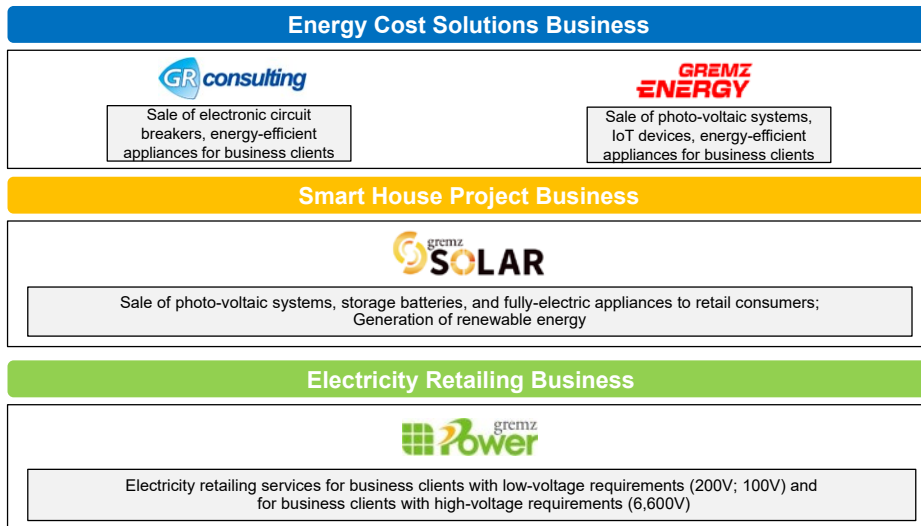 Energy Cost Solutions Business
GR consulting
Sale of electronic circuit
breakers, energy-efficient
appliances for business clients
GREMZ
ENERGY
Sale of photo-voltaic systems,
IoT devices, energy-efficient
appliances for business clients
Smart House Project Business
gremz
SOLAR
Sale of photo-voltaic systems, storage batteries, and fully-electric appliances to retail consumers;
Generation of renewable energy
Electricity Retailing Business
gremz
Power
Electricity retailing services for business clients with low-voltage requirements (200V; 100V) and
for business clients with high-voltage requirements (6,600V)